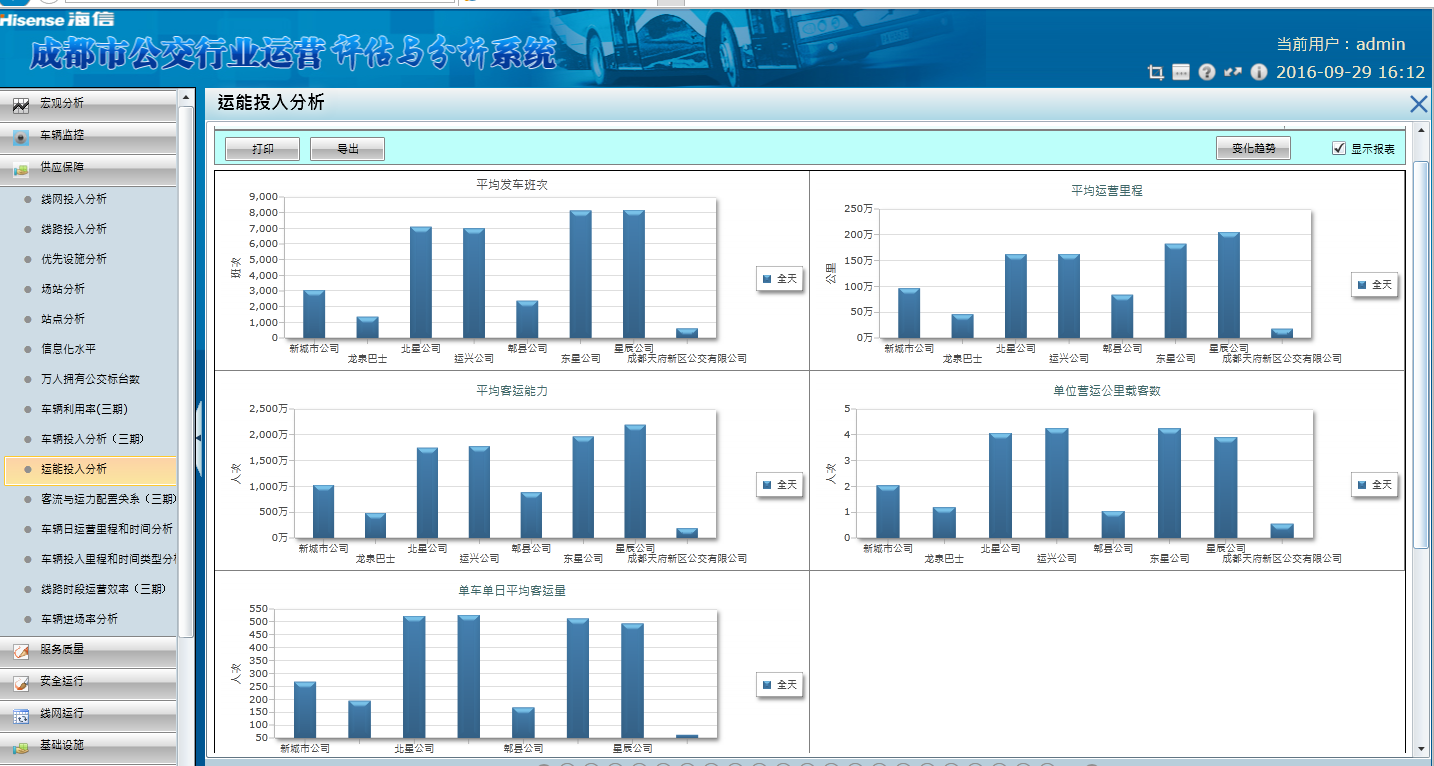 Hisense 海信
成都市公交行业运营评估与分析系统
当前用户：admin
2016-09-29 16:12
宏观分析
车辆监控
供应保障
线网投入分析
线路投入分析
优先设施分析
场站分析
站点分析
信息化水平
万人拥有公交标台数
车辆利用率(三期)
车辆投入分析（三期）
运能投入分析
客流与运力配置关系（三期）
车辆日运营里程和时间分析
车辆投入里程和时间类型分析
线路时段运营效率（三期）
车辆进场率分析
服务质量
安全运行
线网运行
基础设施
运能投入分析
打印
导出
变化趋势
显示报表
平均发车班次
9,000
8,000
7,000
6,000
5,000
4,000
3,000
2,000
1,000
0
班次
新城市公司
龙泉巴士
北星公司
运兴公司
郫县公司
东星公司
星辰公司
成都天府新区公交有限公司
全天
平均运营里程
250万
200万
150万
100万
50万
0万
公里
新城市公司
龙泉巴士
北星公司
运兴公司
郫县公司
东星公司
星辰公司
成都天府新区公交有限公司
全天
平均客运能力
2,500万
2,000万
1,500万
1,000万
500万
0万
人次
新城市公司
龙泉巴士
北星公司
运兴公司
郫县公司
东星公司
星辰公司
成都天府新区公交有限公司
全天
单位营运公里载客数
5
4
3
2
1
0
人次
新城市公司
龙泉巴士
北星公司
运兴公司
郫县公司
东星公司
星辰公司
成都天府新区公交有限公司
全天
单车单日平均客运量
550
500
450
400
350
300
250
200
150
100
50
人次
新城市公司
北星公司
郫县公司
星辰公司
全天